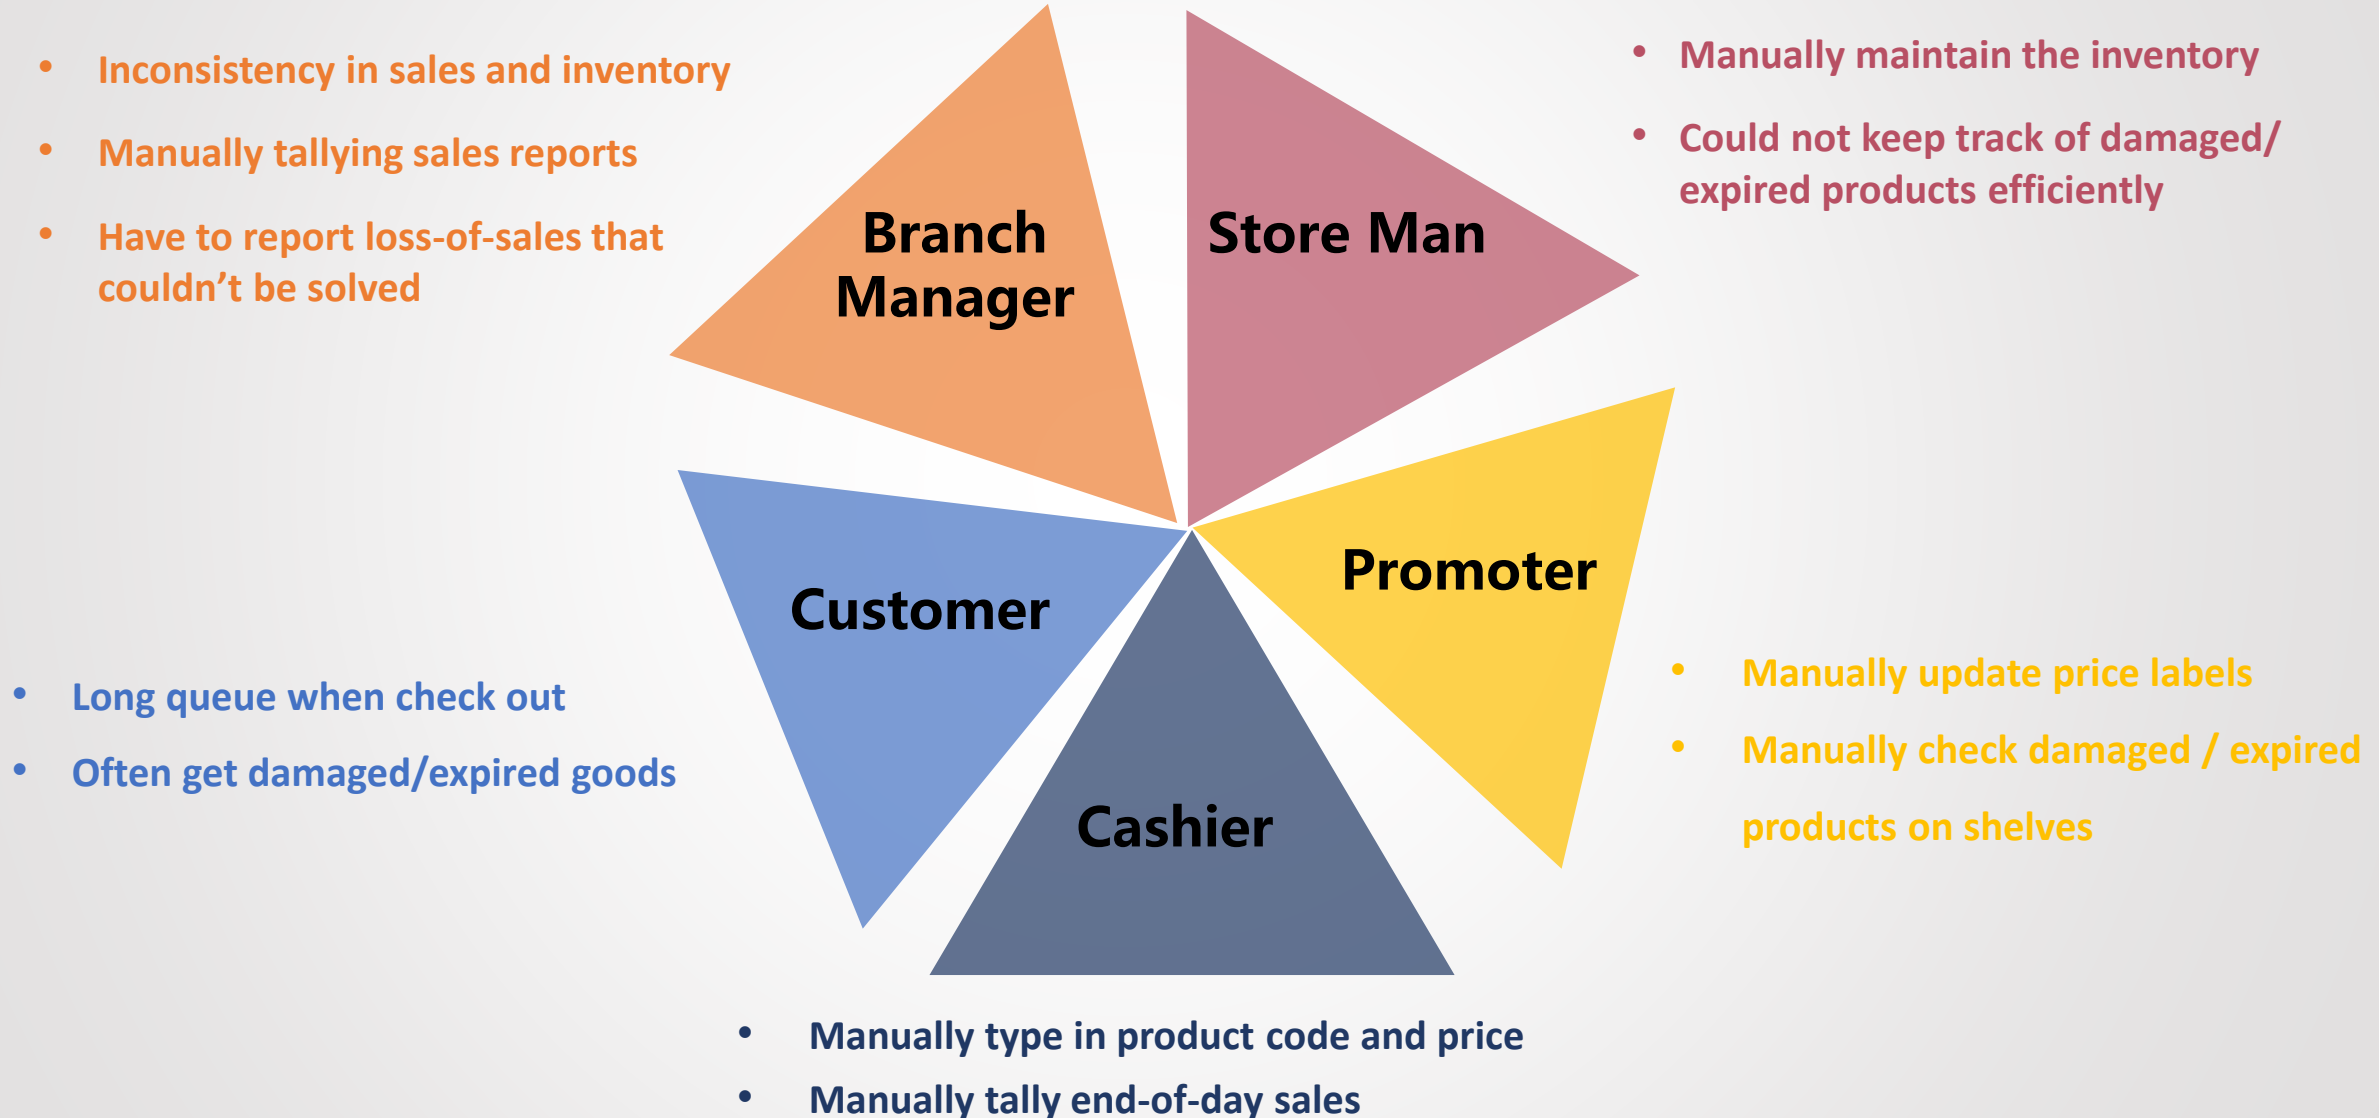 • Inconsistency in sales and inventory
• Manually tallying sales reports
• Have to report loss-of-sales that
couldn’t be solved
Branch
Manager
Store Man
• Manually maintain the inventory
• Could not keep track of damaged/
expired products efficiently
Customer
• Long queue when check out
• Often get damaged/expired goods
Promoter
• Manually update price labels
• Manually check damaged / expired
products on shelves
Cashier
• Manually type in product code and price
• Manually tally end-of-day sales